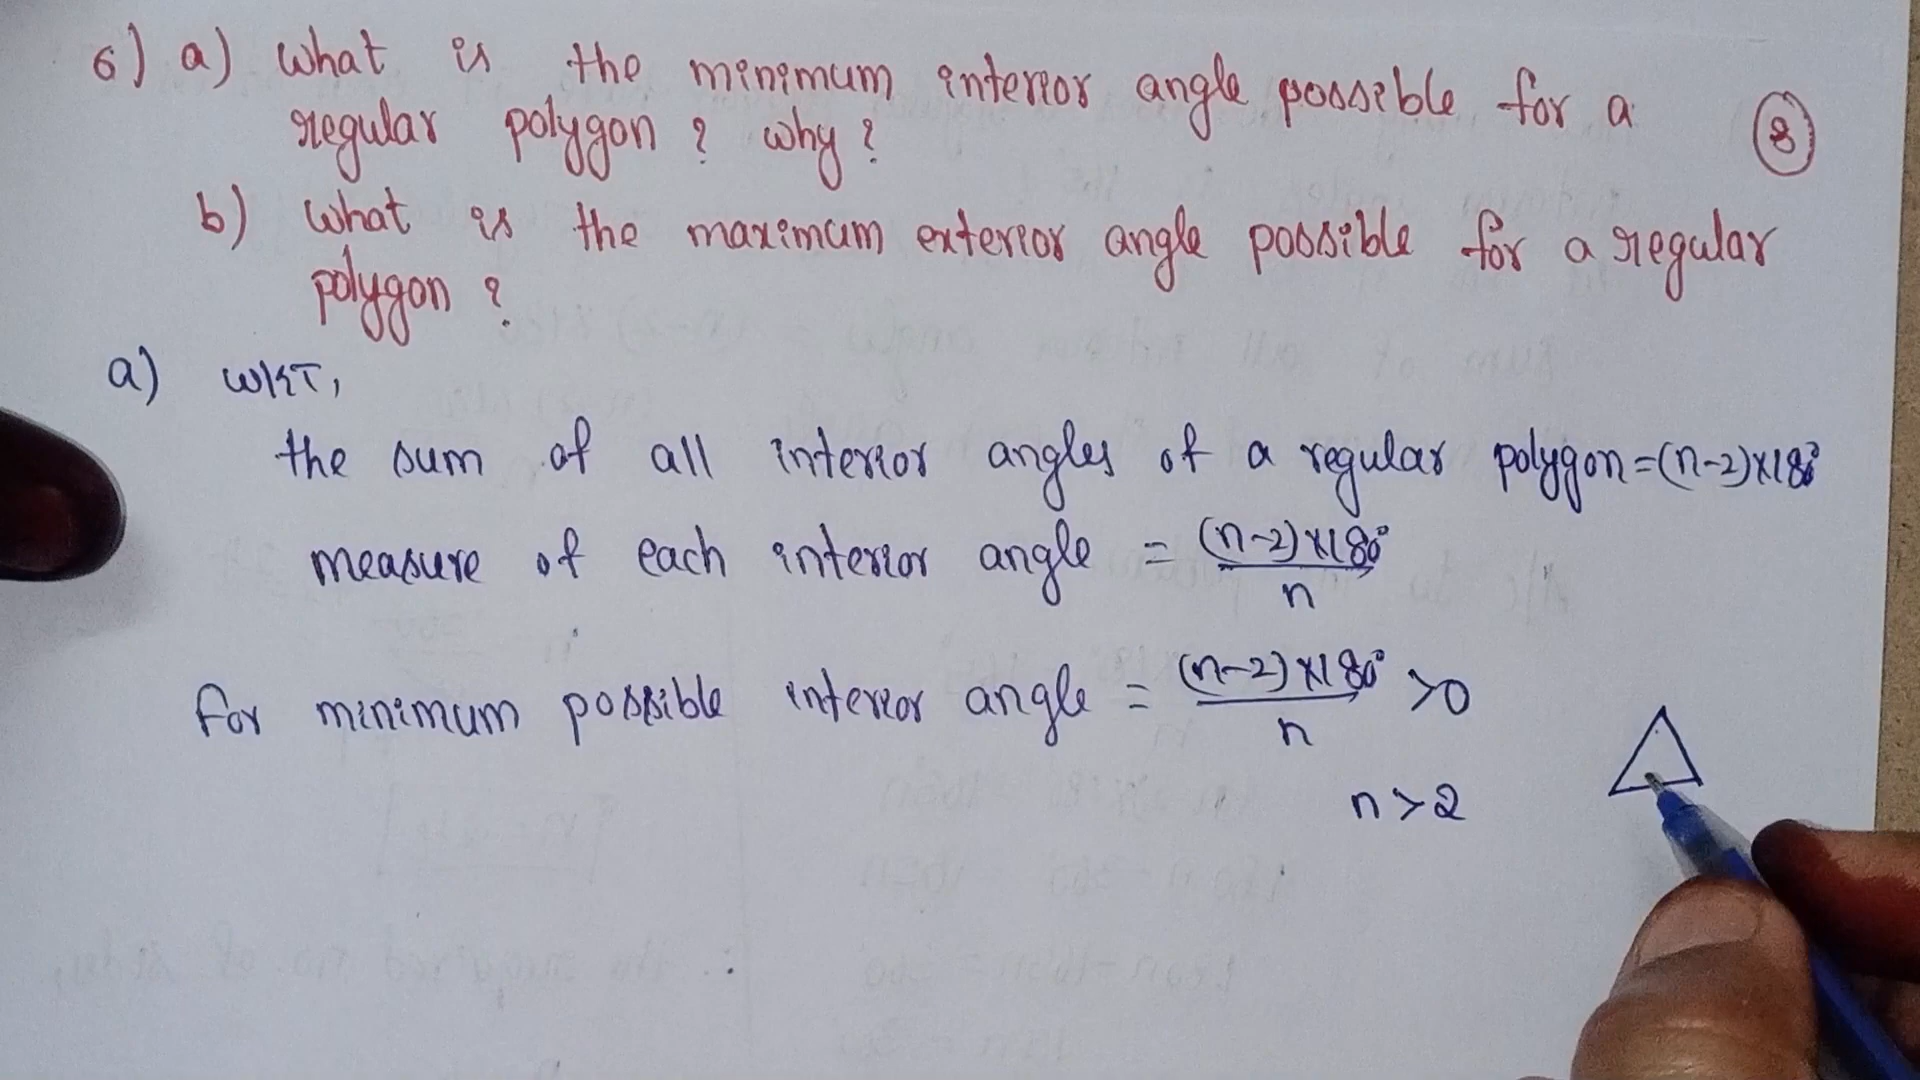 6) a) What is the minimum interior angle possible for a
regular polygon ? why ?
8
b) What is the maximum exterior angle possible for a regular
polygon ?
a) WKT,
the sum of all interior angles of a regular polygon=(n-2)×180°
measure of each interior angle = (n-2)×180°
n
for minimum possible interior angle = (n-2)×180° >0
n
n>2